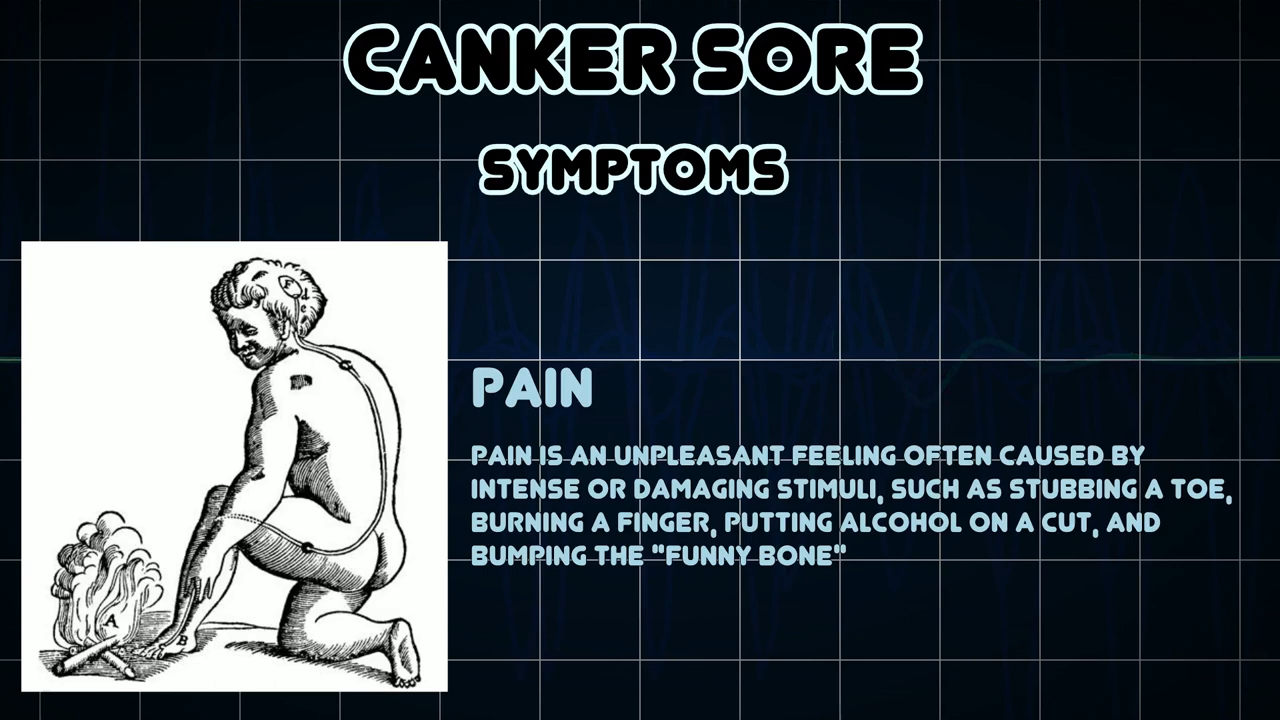 CANKER SORE
SYMPTOMS
PAIN
PAIN IS AN UNPLEASANT FEELING OFTEN CAUSED BY
INTENSE OR DAMAGING STIMULI, SUCH AS STUBBING A TOE,
BURNING A FINGER, PUTTING ALCOHOL ON A CUT, AND
BUMPING THE "FUNNY BONE"
F
A
B